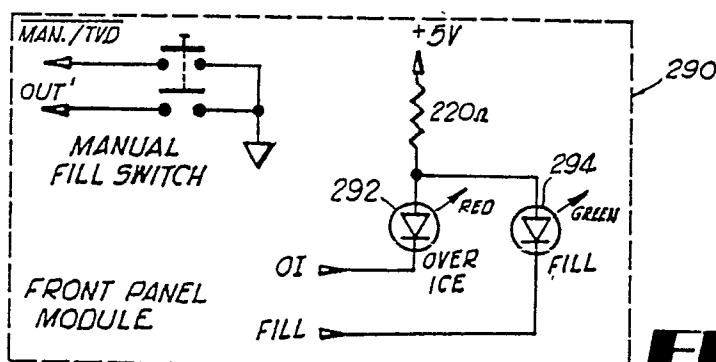 MAN./TVD
+5V
OUT'
220Ω
290
MANUAL
FILL SWITCH
292
RED
294
GREEN
OI
OVER
ICE
FILL
FRONT PANEL
MODULE
FILL